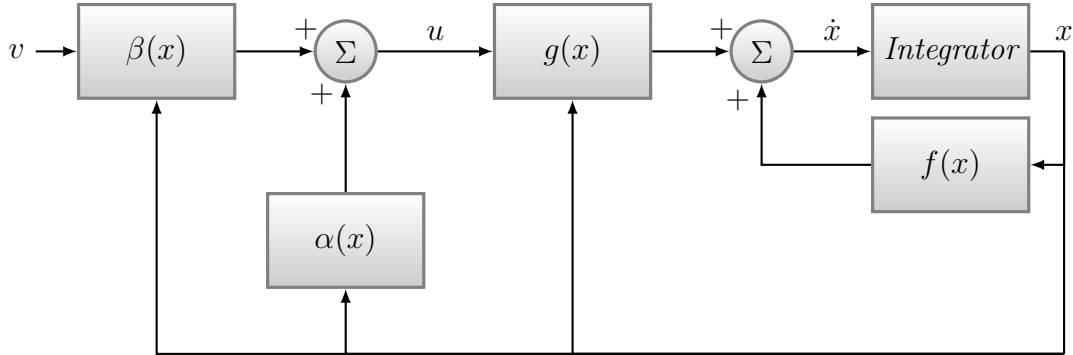 v
β(x)
+
Σ
+
u
g(x)
+
Σ
+
ẋ
Integrator
x
f(x)
α(x)